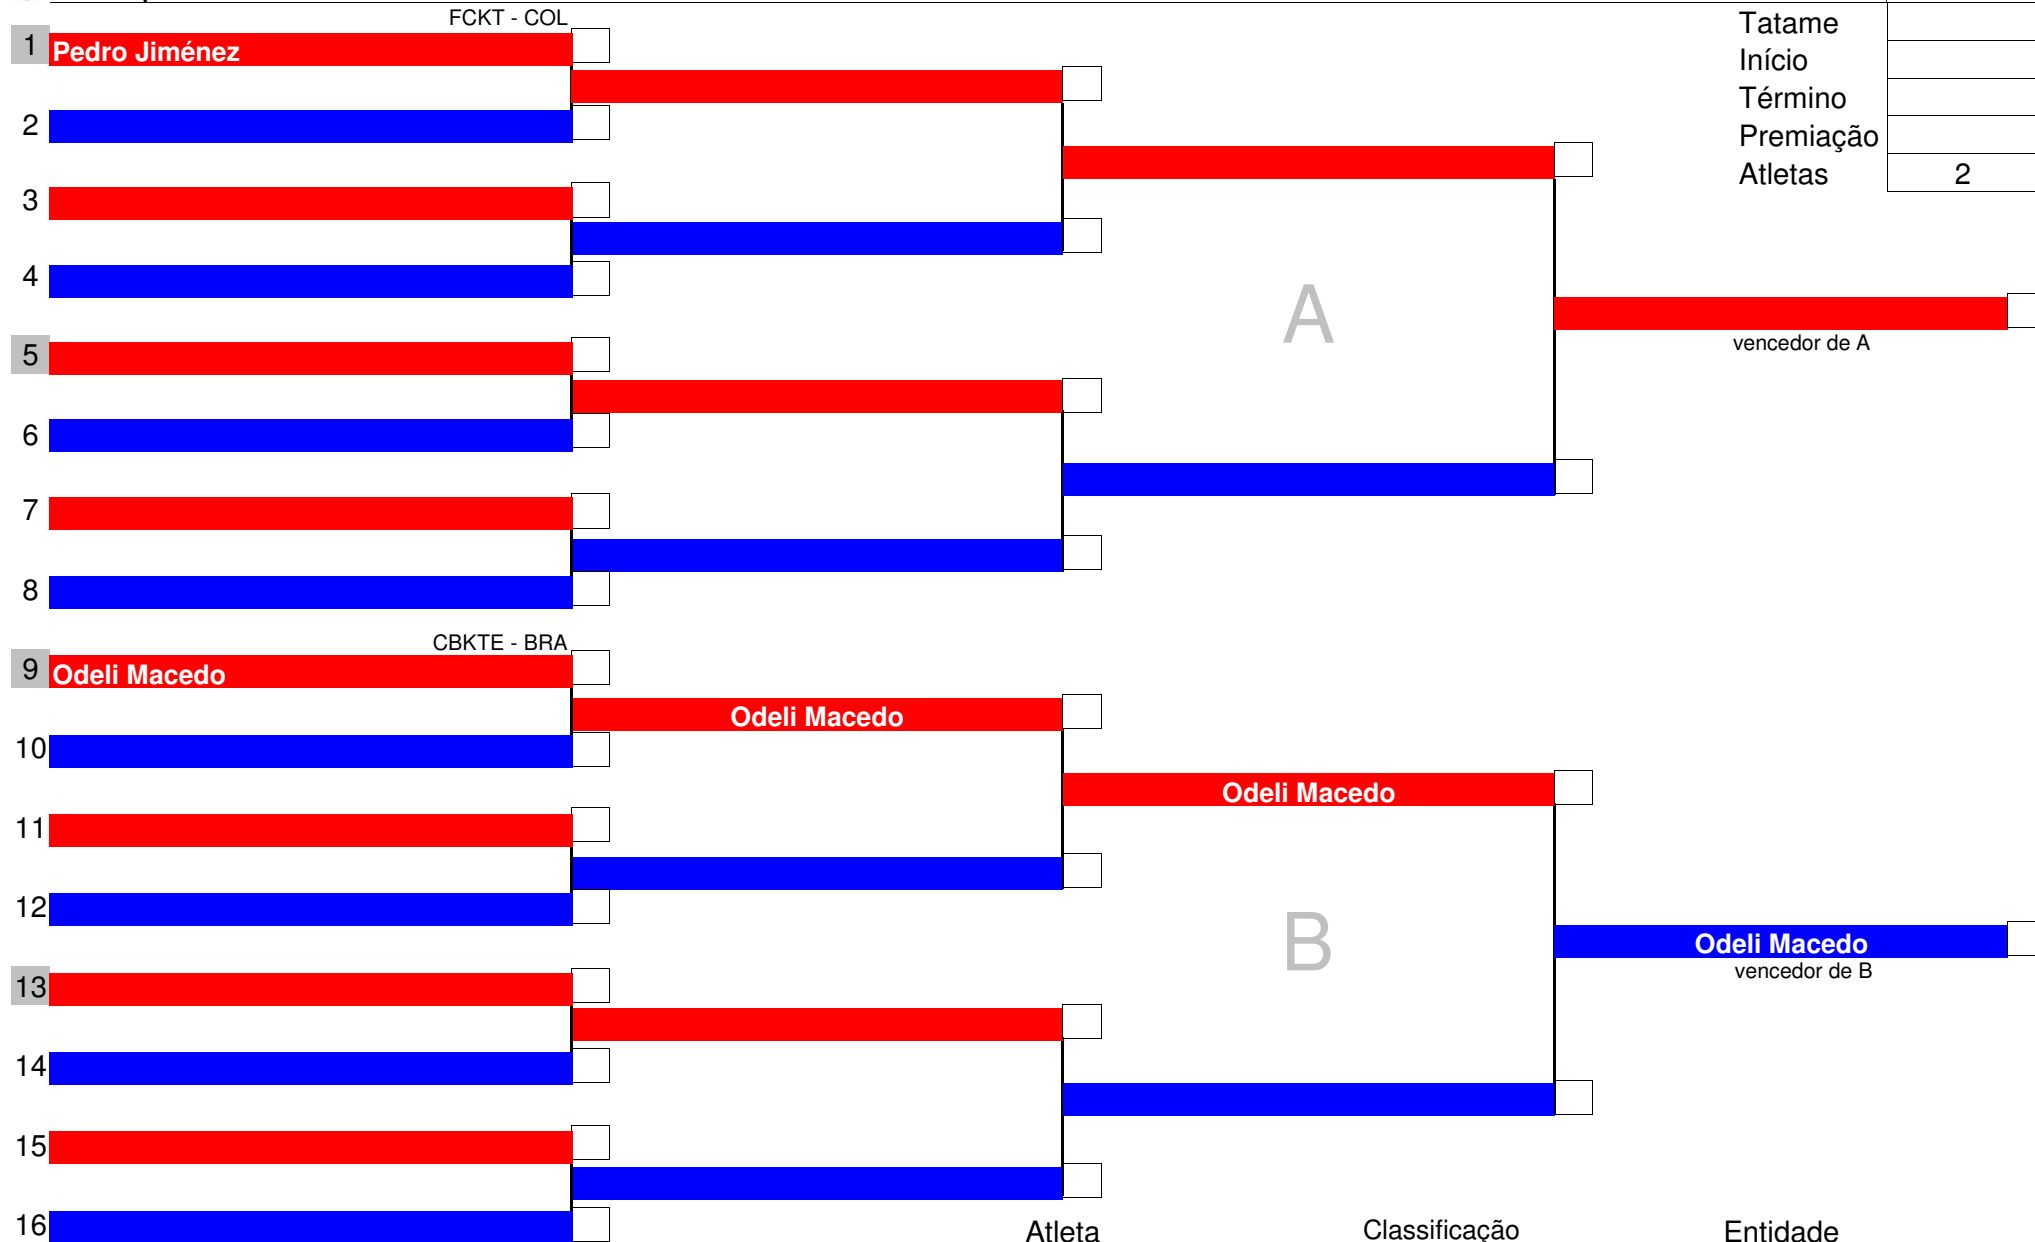 FCKT - COL
Tatame
1 Pedro Jiménez
Início
Término
2
Premiação
Atletas 2
3
4
5
vencedor de A
A
6
7
8
CBKTE - BRA
9 Odeli Macedo
Odeli Macedo
10
Odeli Macedo
11
12
B
Odeli Macedo
vencedor de B
13
14
15
16
Atleta Classificação Entidade